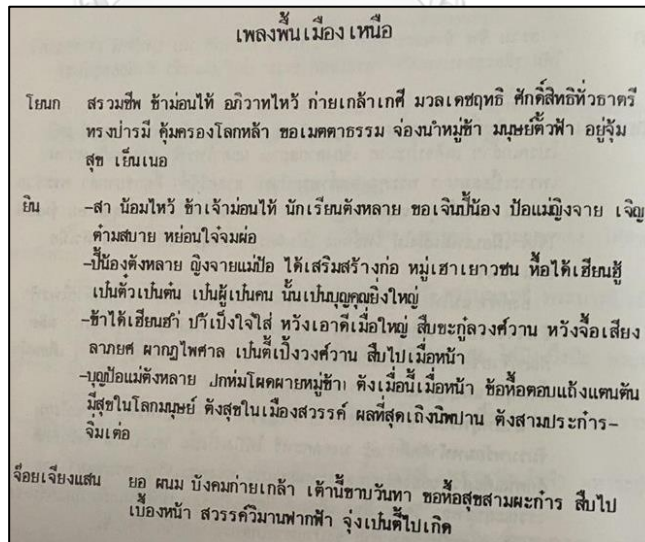 เพลงพื้นเมืองเหนือ
โยนก สรวมชีพ ข้าม่อนไท้ อภิวาทไหว้ ก่ายเกล้าเกศี มวลเดชฤทธิ ศักดิ์สิทธิทั่วธาตรี
ทรงบารมี คุ้มครองโลกหล้า ขอเมตตาธรรม จ่องนำหมู่ข้า มนุษย์ตั้วฟ้า อยู่จุ้ม
สุข เย็นเนอ
ยิ้น -สา น้อมไหว้ ข้าเจ้าม่อนไท้ นักเรียนตังหลาย ขอเจินปี้น้อง ป้อแม่ญิงจาย เจิญ
ต๋ามสบาย หย่อนใจ๋จมผ่อ
-ปี้น้องตังหลาย ญิงจายแม่ป้อ ได้เสริมสร้างก่อ หมู่เฮาเยาวชน หื้อได้เฮียนฮู้
เป๋นตัวเป๋นต๋น เป๋นผู้เป๋นคน นั้นเป๋นบุญคุณยิ่งใหญ่
-ข้าได้เฮียนฮ่ำ ป๋าเป็งใจ๋ใส่ หวังเอาดีเมื่อใหญ่ สืบขะกู๋ลวงศ์วาน หวังจื้อเสียง
ลาภยศ ผากฏไพศาล เป๋นตี้เปิ้งวงศ์วาน สืบไปเมื่อหน้า
-บุญป้อแม่ตังหลาย ปกห่มโผดผายหมู่ข้า ตังเมื่อนี้เมื่อหน้า ข้อหื้อตอบแถ้งแตนตัน
มีสุขในโลกมนุษย์ ตังสุขในเมืองสวรรค์ ผลที่สุดเถิงนิพปาน ตังสามประก๋าร-
จิ่มเต่อ
จ๊อยเจียงแสน ยอ ผนม บังคมก่ายเกล้า เต้านี้ขาบวันทา ขอหื้อสุขสามผะก๋าร สืบไป
เบื้องหน้า สวรรค์วิมานฟากฟ้า จุ่งเป๋นตี้ไปเกิด